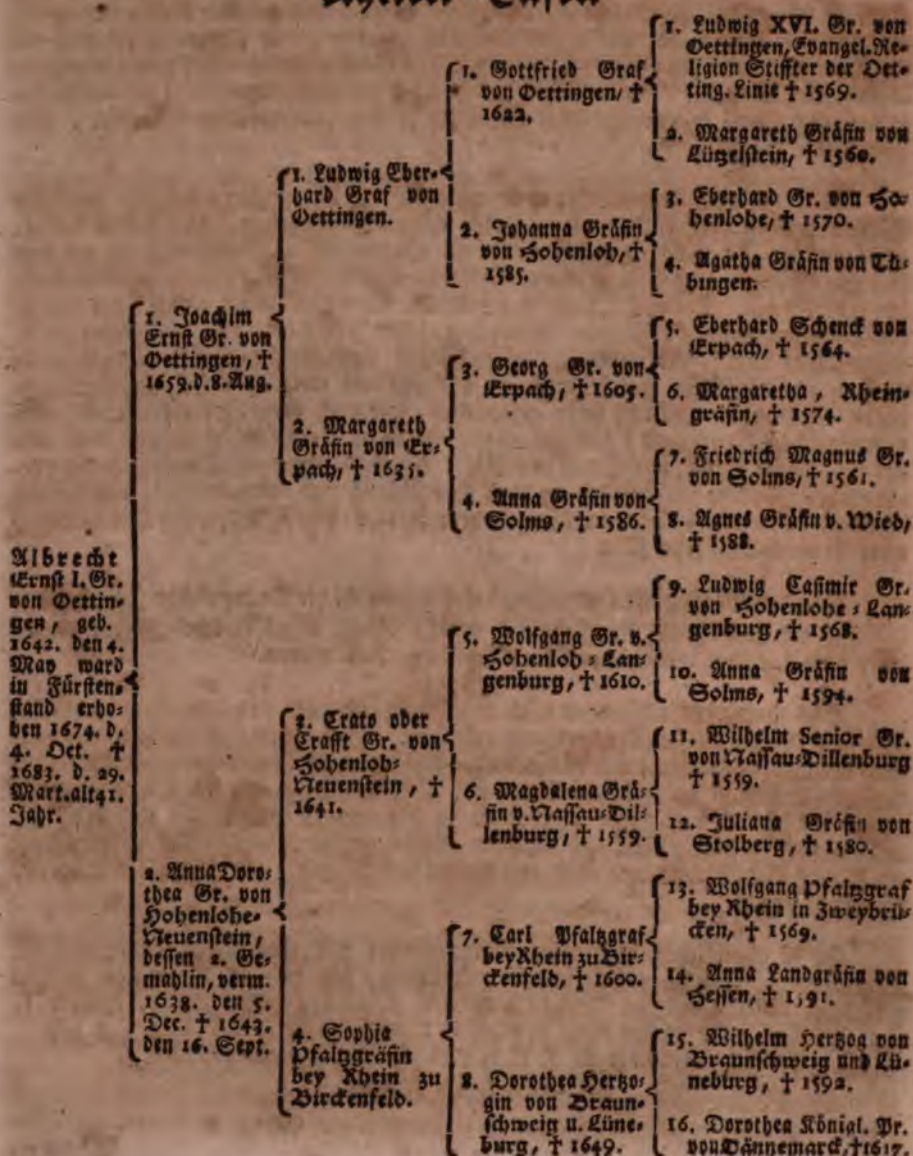 Albrecht
Ernst I. Gr.
von Oettin-
gen, geb.
1642. den 4.
May ward
in Fürsten-
stand erho-
ben 1674. d.
4. Oct. †
1683. d. 29.
Mart. alt 41.
Jahr.
1. Joachim
Ernst Gr. von
Oettingen, †
1659. d. 8. Aug.
2. Anna Doro-
thea Gr. von
Hohenlohe-
Neuenstein,
dessen 2. Ge-
mahlin, verm.
1638. den 5.
Dec. † 1643.
den 16. Sept.
1. Ludwig Eber-
hard Graf von
Oettingen.
2. Margareth
Gräfin von Er-
pach, † 1635.
3. Crato oder
Crafft Gr. von
Hohenloh-
Neuenstein, †
1641.
4. Sophia
Pfaltzgräfin
bey Rhein zu
Birckenfeld.
1. Gottfried Graf
von Oettingen/ †
1622.
2. Johanna Gräfin
von Hohenloh, †
1585.
3. Georg Gr. von
Erpach, † 1605.
4. Anna Gräfin von
Solms, † 1586.
5. Wolfgang Gr. v.
Hohenloh-Lan-
genburg, † 1610.
6. Magdalena Grä-
fin v. Nassau-Dil-
lenburg, † 1559.
7. Carl Pfaltzgraf
bey Rhein zu Bir-
ckenfeld, † 1600.
8. Dorothea Hertzo-
gin von Braun-
schweig u. Lüne-
burg, † 1649.
1. Ludwig XVI. Gr. von
Oettingen, Evangel. Re-
ligion Stiffter der Oet-
ting. Linie † 1569.
2. Margareth Gräfin von
Lützelstein, † 1560.
3. Eberhard Gr. von Ho-
henlohe, † 1570.
4. Agatha Gräfin von Tü-
bingen.
5. Eberhard Schenck von
Erpach, † 1564.
6. Margaretha, Rhein-
gräfin, † 1574.
7. Friedrich Magnus Gr.
von Solms, † 1561.
8. Agnes Gräfin v. Wied,
† 1588.
9. Ludwig Casimir Gr.
von Hohenlohe-Lan-
genburg, † 1568.
10. Anna Gräfin von
Solms, † 1594.
11. Wilhelm Senior Gr.
von Nassau-Dillenburg
† 1559.
12. Juliana Gräfin von
Stolberg, † 1580.
13. Wolfgang Pfaltzgraf
bey Rhein in Zweybrü-
cken, † 1569.
14. Anna Landgräfin von
Hessen, † 1591.
15. Wilhelm Hertzog von
Braunschweig und Lü-
neburg, † 1592.
16. Dorothea Königl. Pr.
von Dännemarck, † 1617.